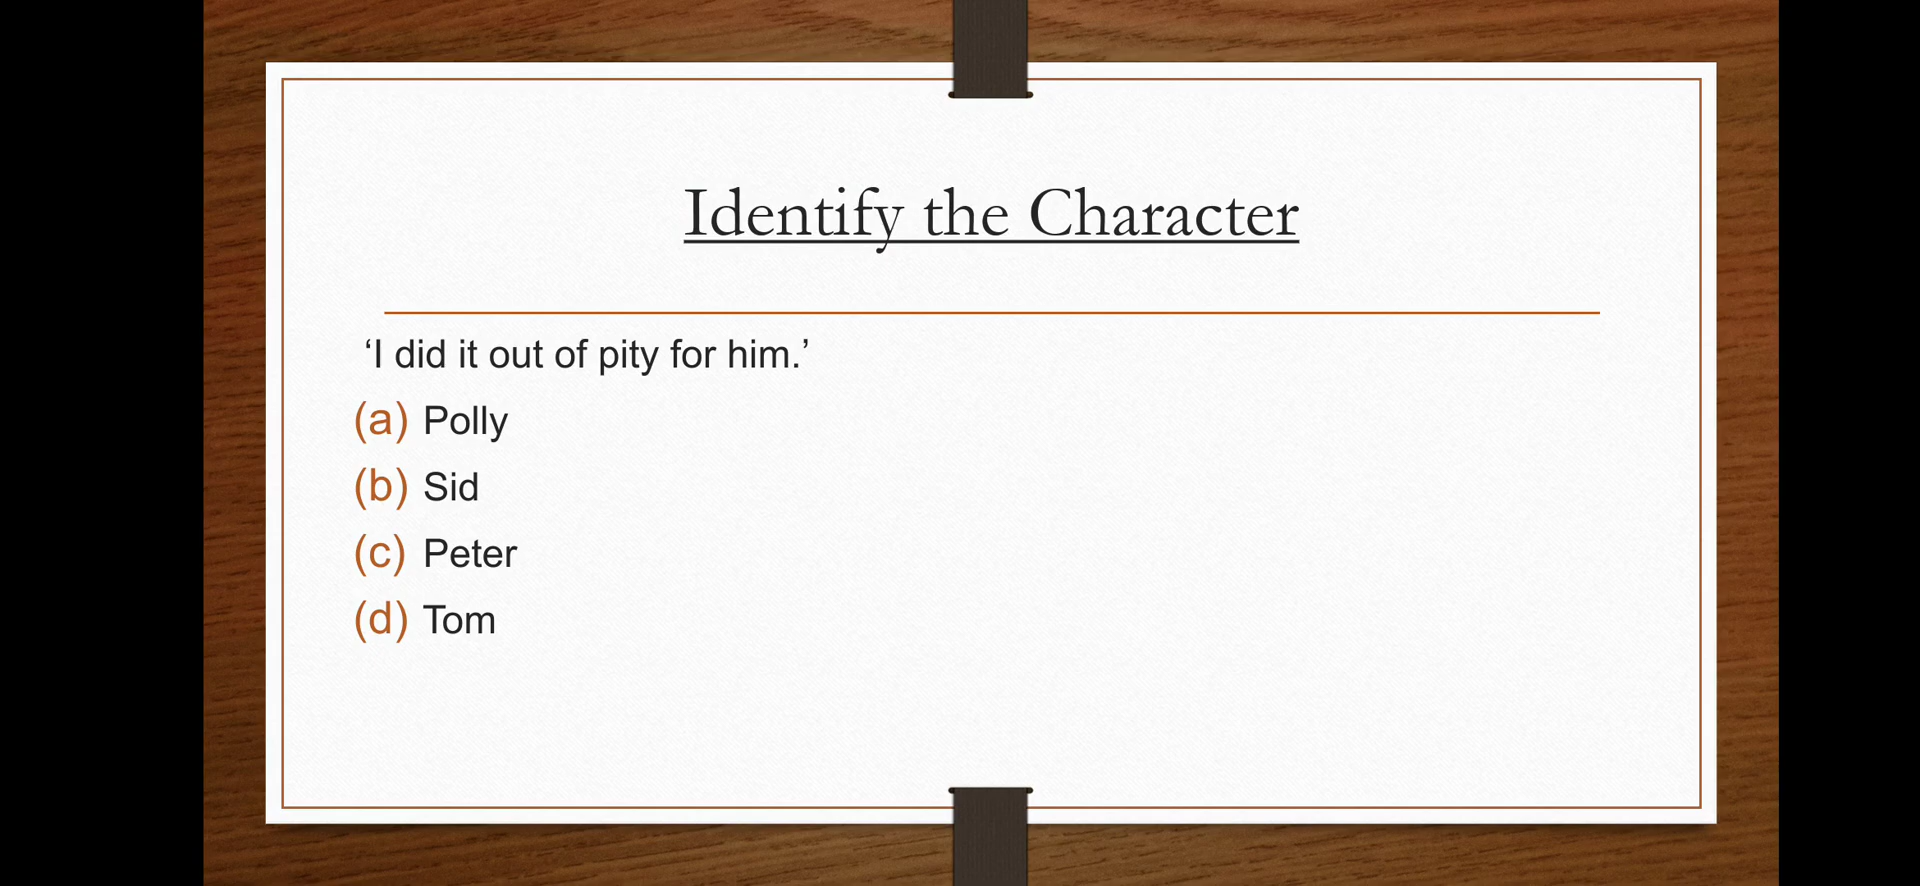 Identify the Character
‘I did it out of pity for him.’
(a) Polly
(b) Sid
(c) Peter
(d) Tom